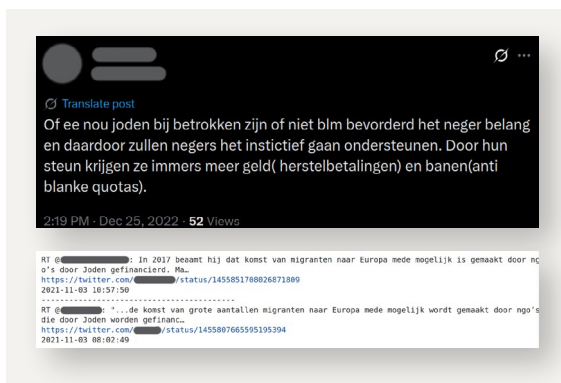 Translate post
Of ee nou joden bij betrokken zijn of niet blm bevorderd het neger belang
en daardoor zullen negers het instictief gaan ondersteunen. Door hun
steun krijgen ze immers meer geld( herstelbetalingen) en banen(anti
blanke quotas).
2:19 PM · Dec 25, 2022 · 52 Views
RT @: In 2017 beaamt hij dat komst van migranten naar Europa mede mogelijk is gemaakt door ng
o's door Joden gefinancierd. Ma…
https://twitter.com/ /status/1455851708026871809
2021-11-03 10:57:50
----------------------------------------
RT @: "...de komst van grote aantallen migranten naar Europa mede mogelijk wordt gemaakt door ngo's
die door Joden worden gefinanc…
https://twitter.com/ /status/1455807665595195394
2021-11-03 08:02:49